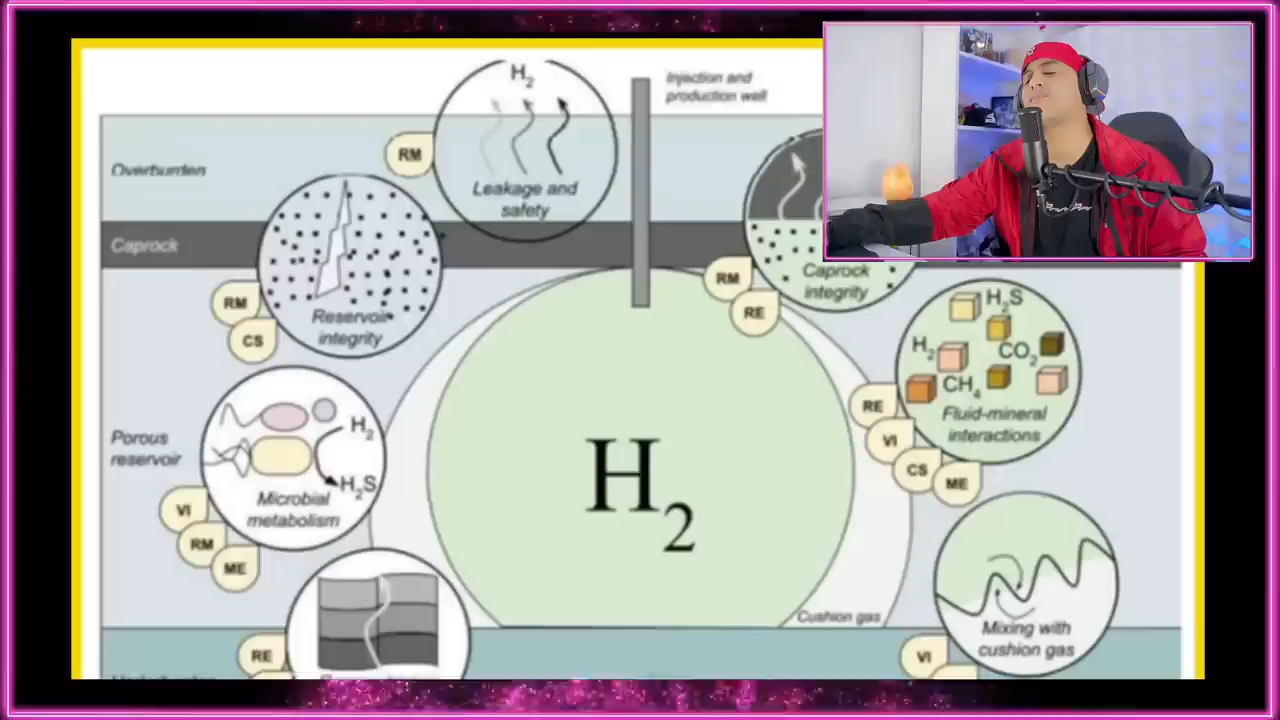 H2
Injection and
production well
RM
Overburden
Leakage and
safety
Caprock
Caprock
integrity
RM
RE
RM
CS
Reservoir
integrity
H2S
H2
CO2
CH4
Fluid-mineral
interactions
RE
VI
CS
ME
Porous
reservoir
H2
H2S
Microbial
metabolism
VI
RM
ME
H2
Cushion gas
Mixing with
cushion gas
RE
VI